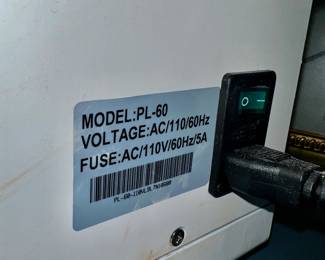 MODEL:PL-60
VOLTAGE:AC/110/60Hz
FUSE:AC/110V/60Hz/5A